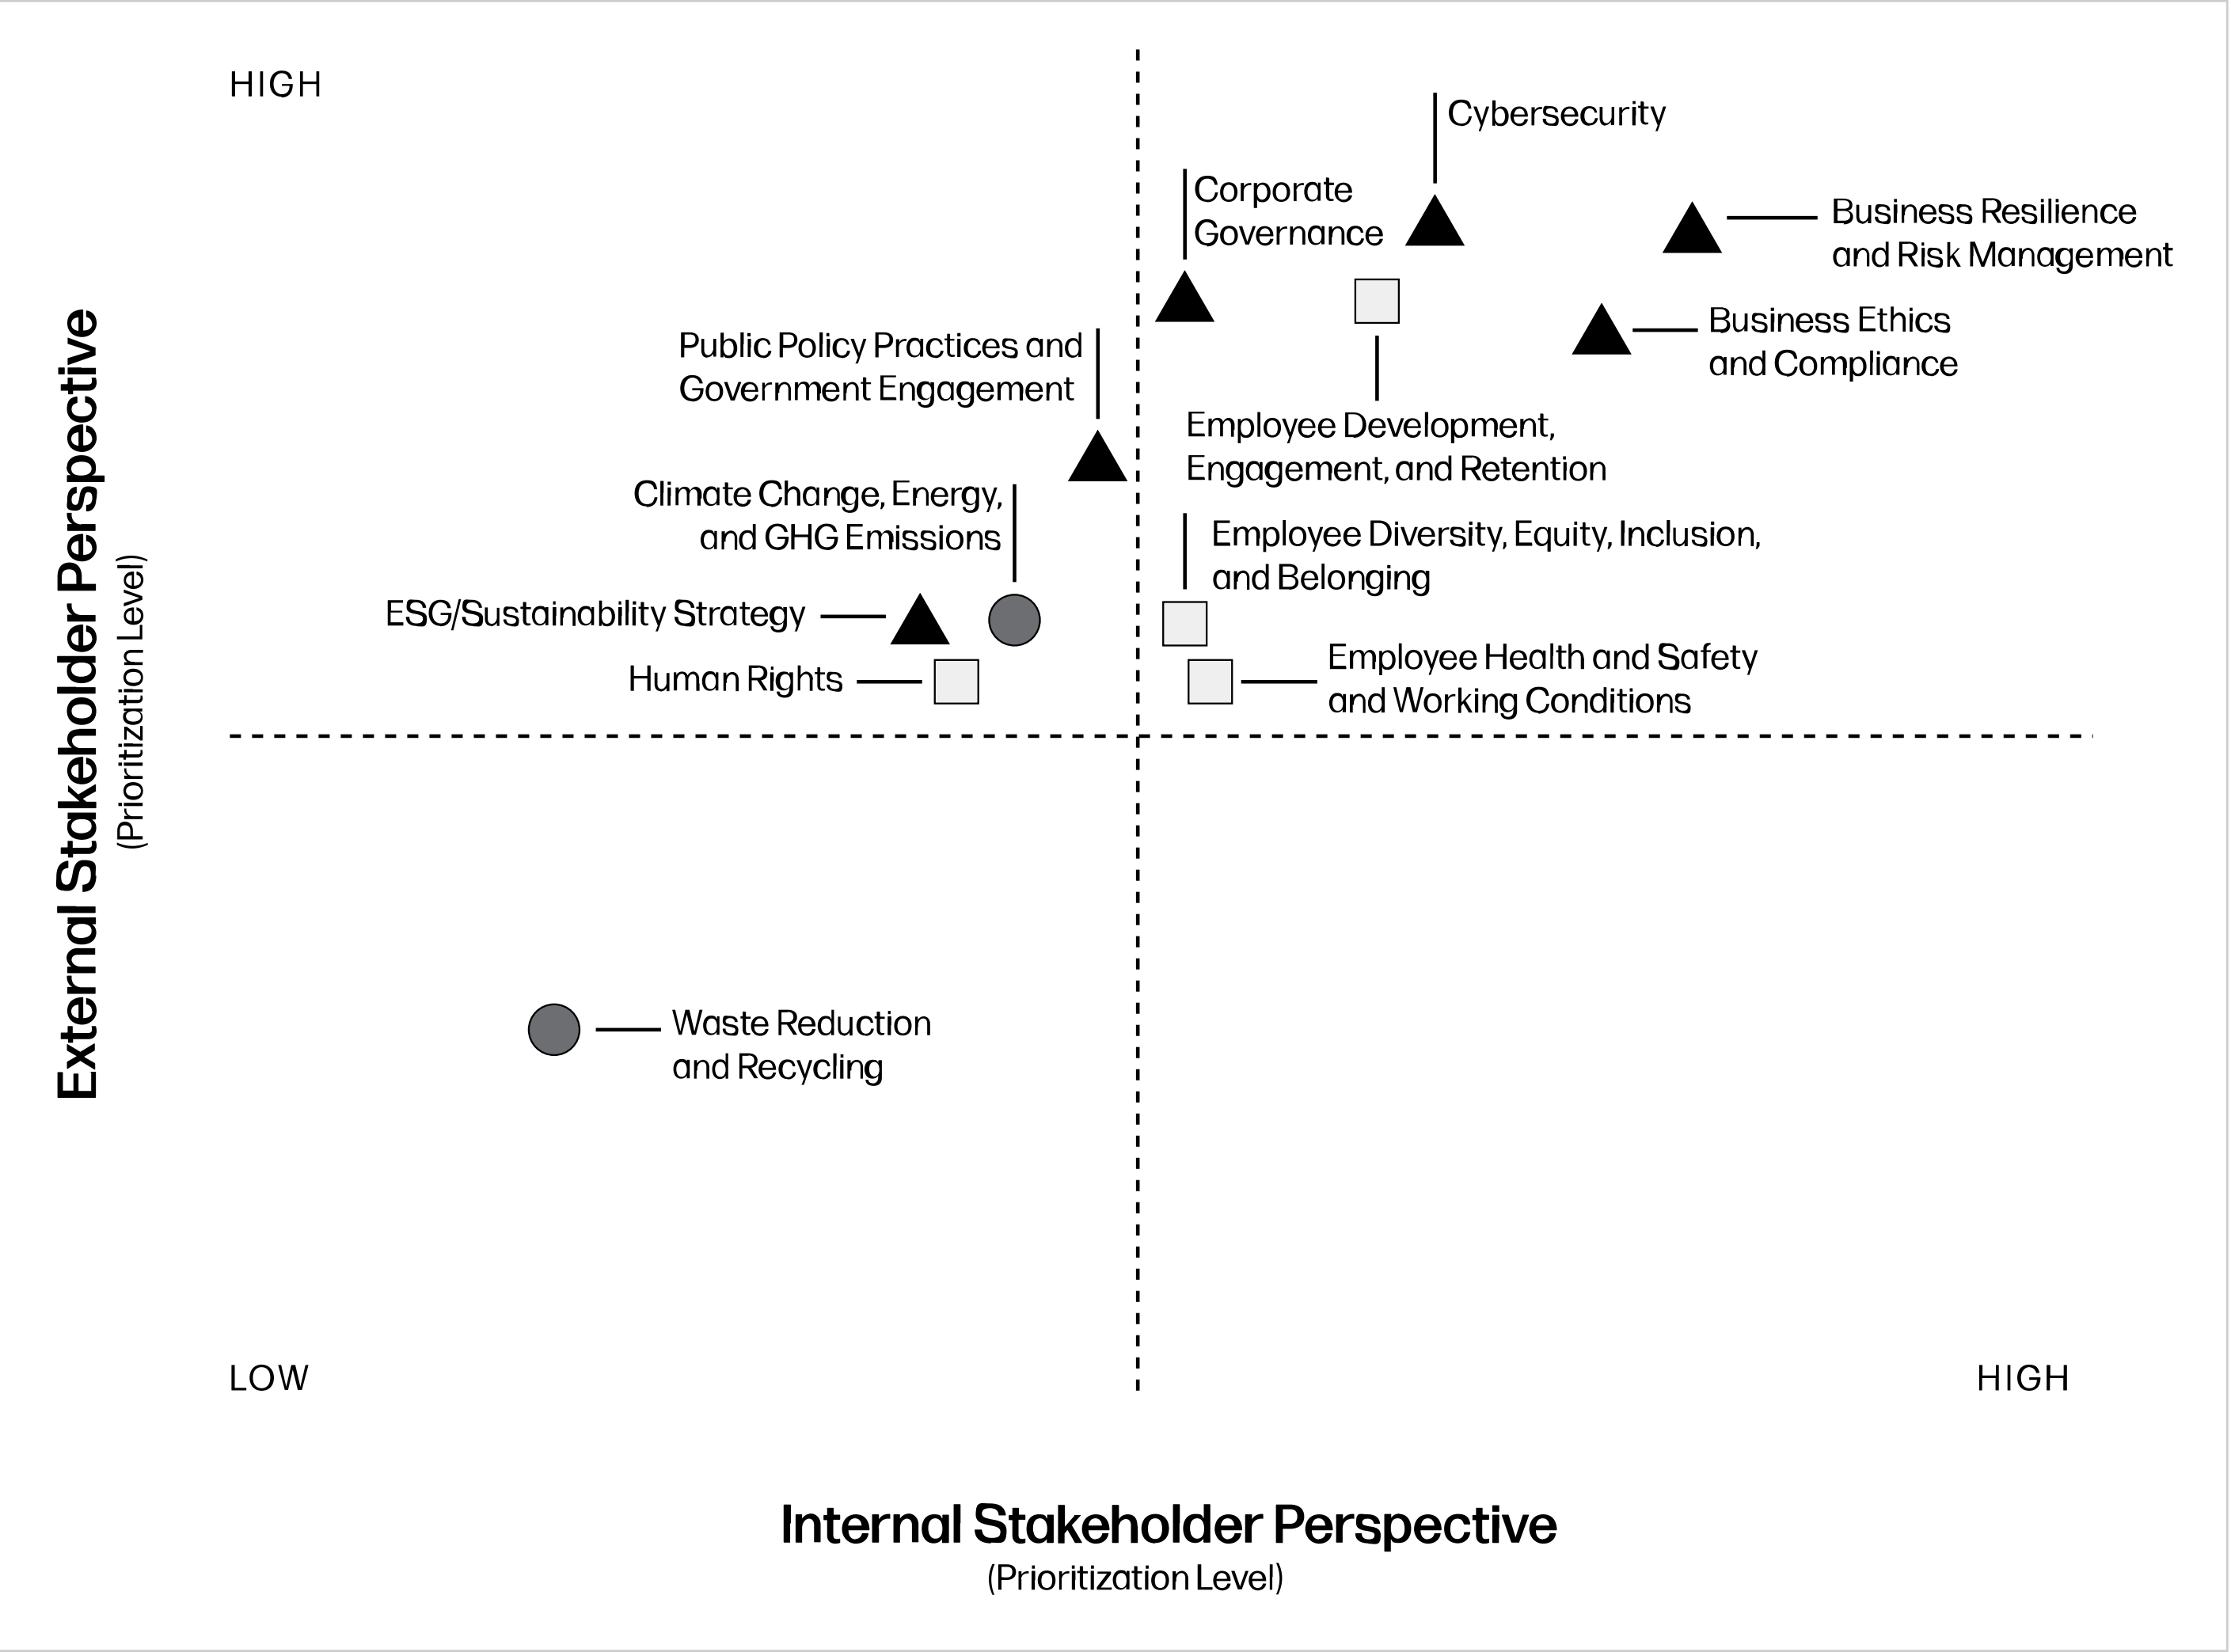 HIGH
Cybersecurity
Corporate
Governance
Business Resilience
and Risk Management
Business Ethics
and Compliance
Public Policy Practices and
Government Engagement
Employee Development,
Engagement, and Retention
Climate Change, Energy,
and GHG Emissions
Employee Diversity, Equity, Inclusion,
and Belonging
ESG/Sustainability Strategy
Human Rights
Employee Health and Safety
and Working Conditions
External Stakeholder Perspective
(Prioritization Level)
Waste Reduction
and Recycling
LOW
HIGH
Internal Stakeholder Perspective
(Prioritization Level)